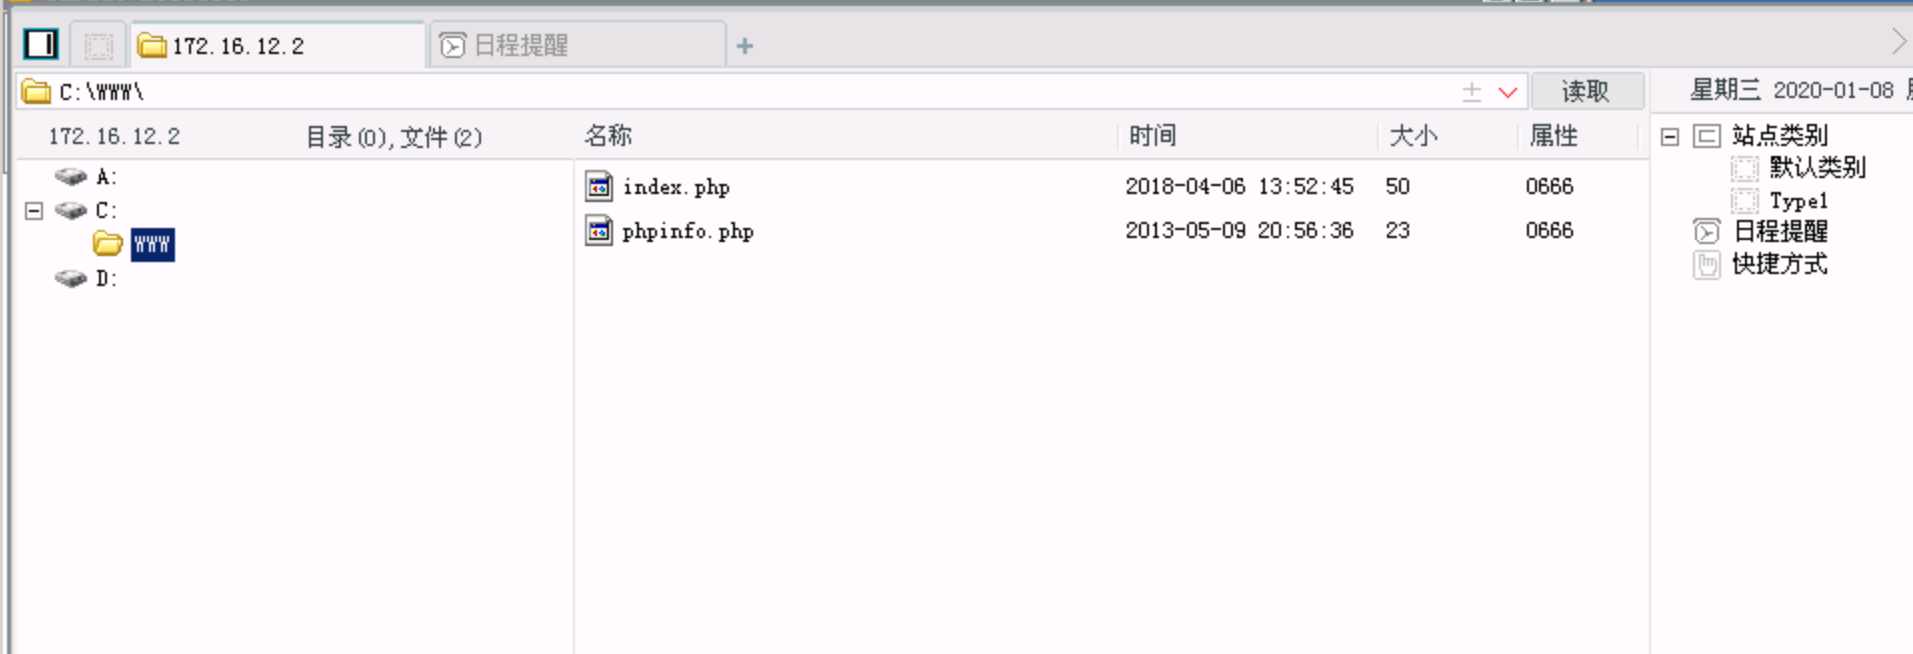 172.16.12.2 日程提醒 +
C:\WWW\ 读取 星期三 2020-01-08
172.16.12.2 目录(0),文件(2) 名称 时间 大小 属性
A:
C:
WWW
D:
index.php 2018-04-06 13:52:45 50 0666
phpinfo.php 2013-05-09 20:56:36 23 0666
站点类别
默认类别
Type1
日程提醒
快捷方式